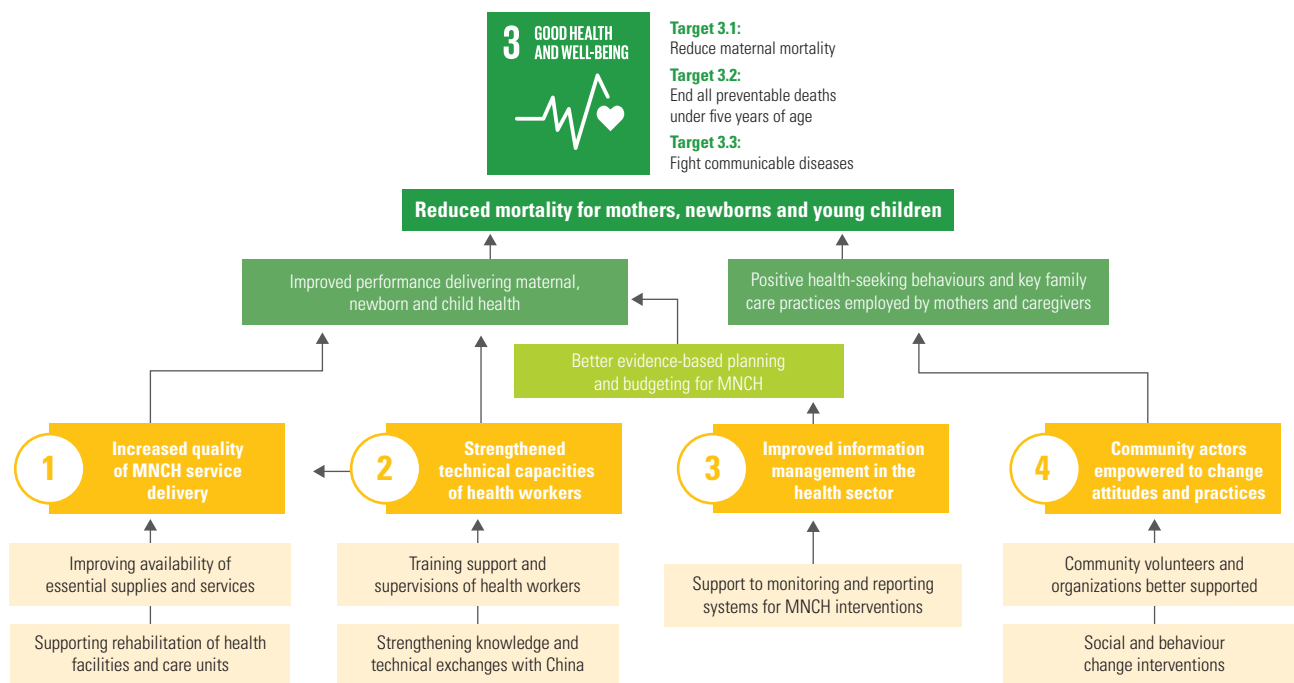 3 GOOD HEALTH
AND WELL-BEING
Target 3.1:
Reduce maternal mortality
Target 3.2:
End all preventable deaths
under five years of age
Target 3.3:
Fight communicable diseases
Reduced mortality for mothers, newborns and young children
Improved performance delivering maternal,
newborn and child health
Positive health-seeking behaviours and key family
care practices employed by mothers and caregivers
Better evidence-based planning
and budgeting for MNCH
1
Increased quality
of MNCH service
delivery
2
Strengthened
technical capacities
of health workers
3
Improved information
management in the
health sector
4
Community actors
empowered to change
attitudes and practices
Improving availability of
essential supplies and services
Training support and
supervisions of health workers
Support to monitoring and reporting
systems for MNCH interventions
Community volunteers and
organizations better supported
Supporting rehabilitation of health
facilities and care units
Strengthening knowledge and
technical exchanges with China
Social and behaviour
change interventions